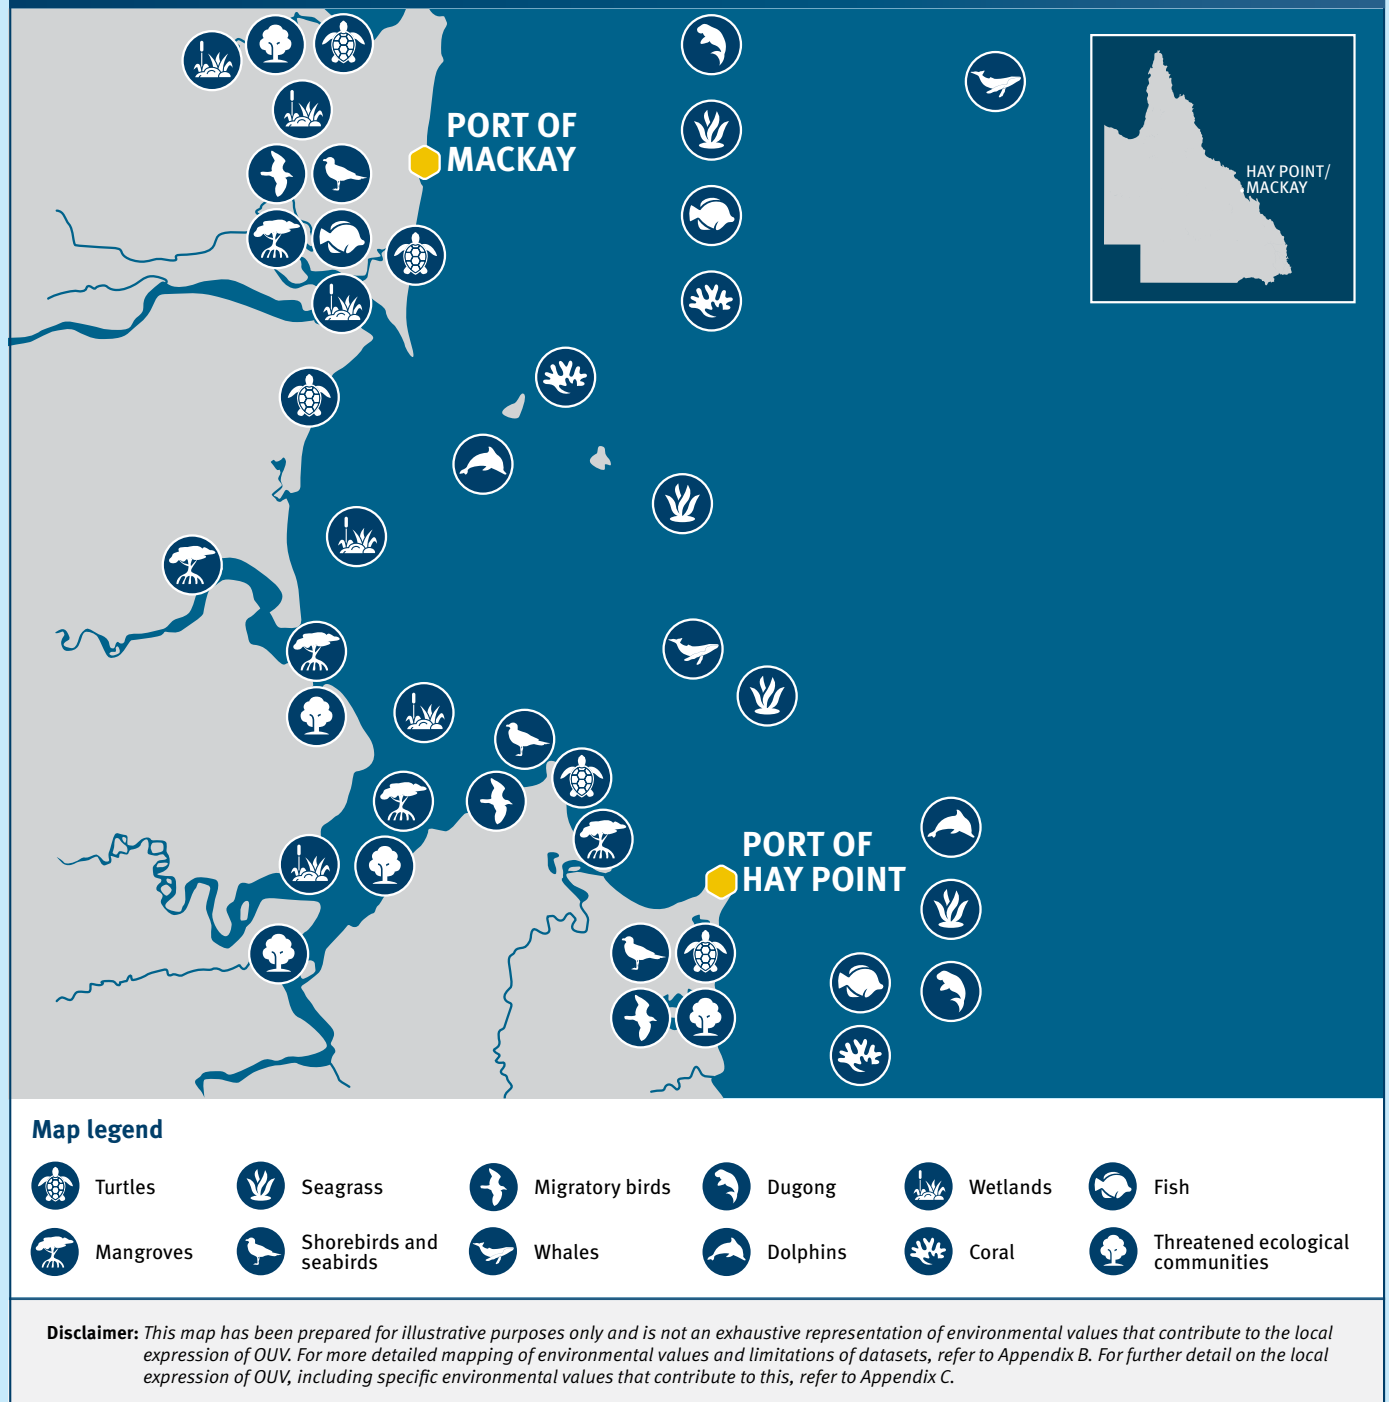 PORT OF
MACKAY
HAY POINT/
MACKAY
PORT OF
HAY POINT
Map legend
Turtles
Seagrass
Migratory birds
Dugong
Wetlands
Fish
Mangroves
Shorebirds and
seabirds
Whales
Dolphins
Coral
Threatened ecological
communities
Disclaimer: This map has been prepared for illustrative purposes only and is not an exhaustive representation of environmental values that contribute to the local
expression of OUV. For more detailed mapping of environmental values and limitations of datasets, refer to Appendix B. For further detail on the local
expression of OUV, including specific environmental values that contribute to this, refer to Appendix C.